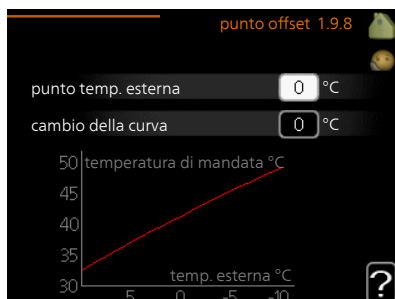 punto offset 1.9.8
punto temp. esterna 0 °C
cambio della curva 0 °C
50 temperatura di mandata °C
45
40
35
temp. esterna °C
30
5 0 -5 -10
?